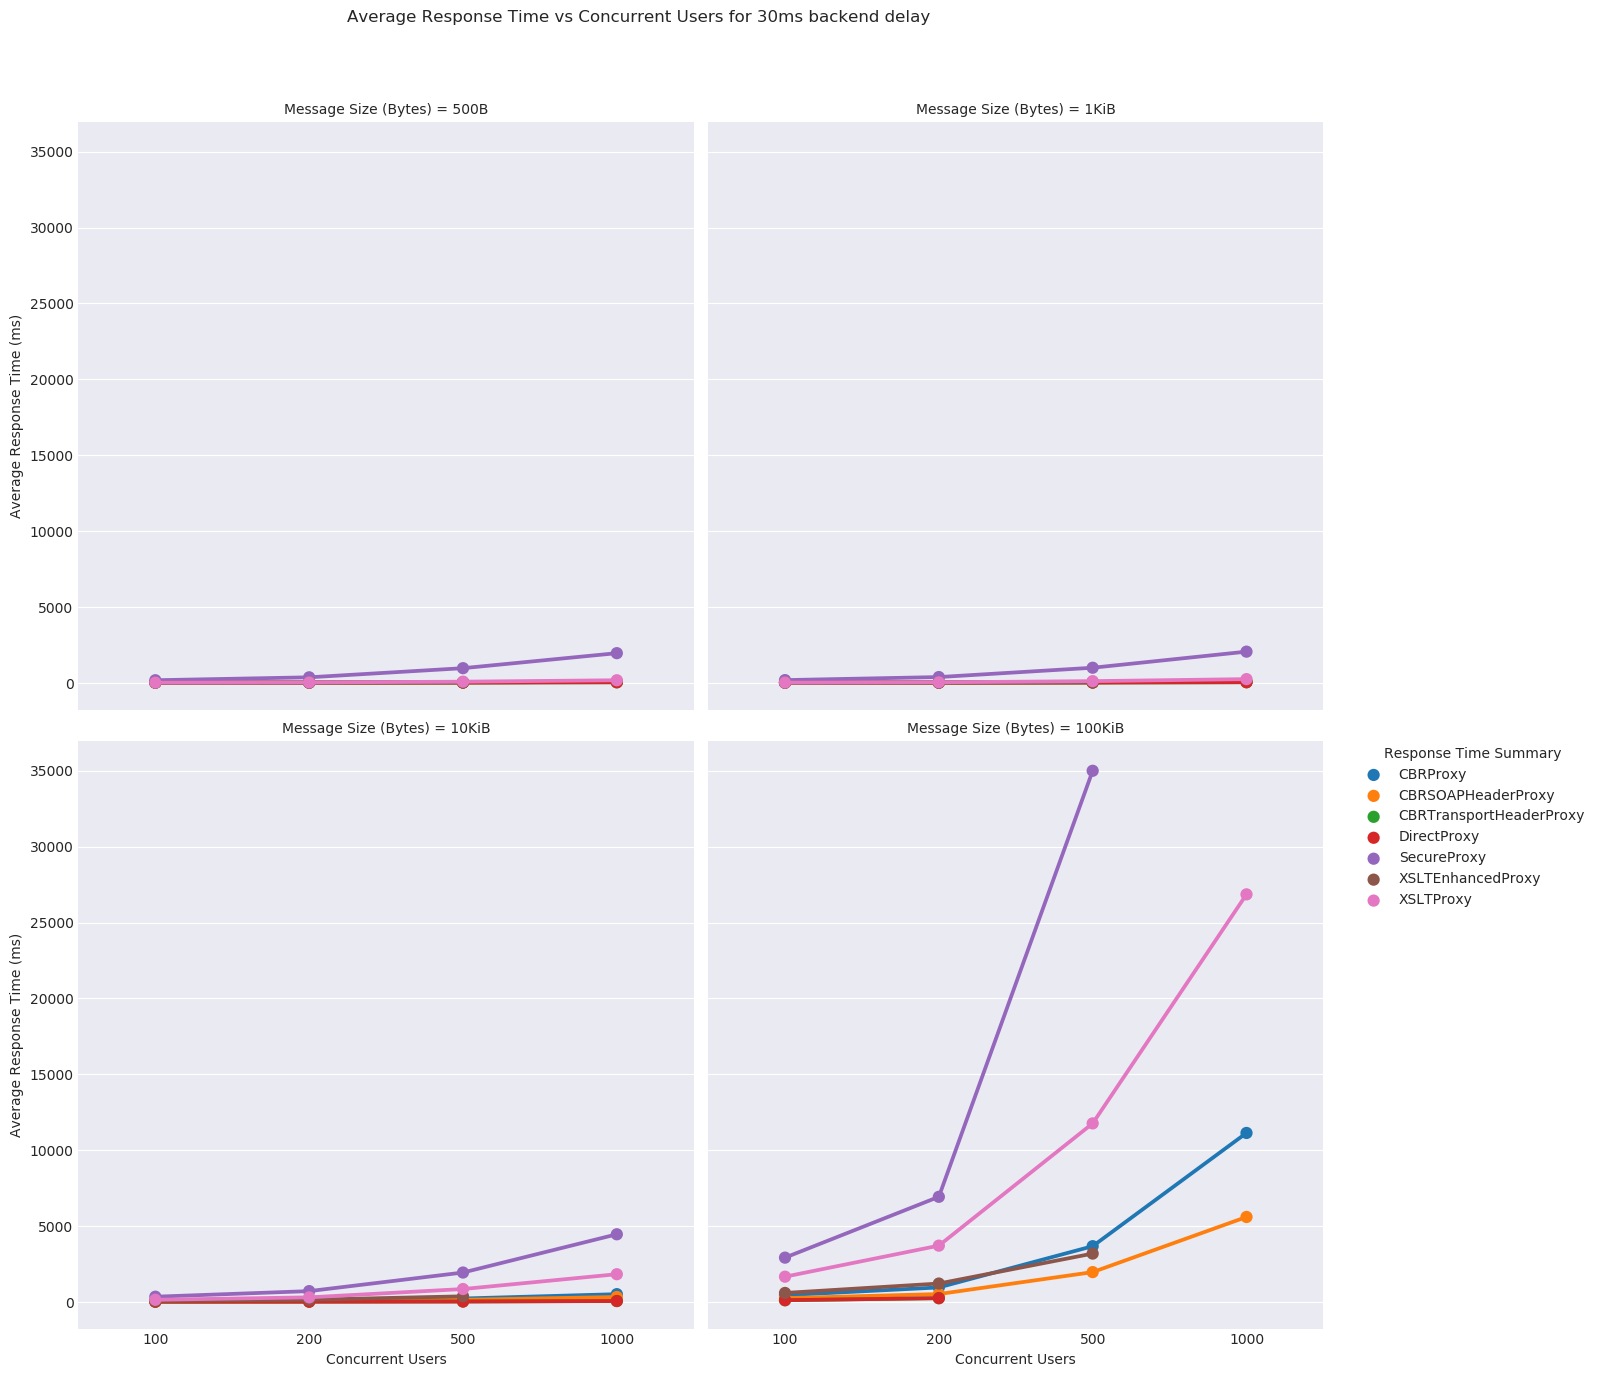 Average Response Time vs Concurrent Users for 30ms backend delay
Message Size (Bytes) = 500B
Message Size (Bytes) = 1KiB
35000
30000
25000
20000
15000
10000
5000
0
Average Response Time (ms)
Message Size (Bytes) = 10KiB
Message Size (Bytes) = 100KiB
35000
30000
25000
20000
15000
10000
5000
0
Average Response Time (ms)
100 200 500 1000
100 200 500 1000
Concurrent Users
Concurrent Users
Response Time Summary
CBRProxy
CBRSOAPHeaderProxy
CBRTransportHeaderProxy
DirectProxy
SecureProxy
XSLTEnhancedProxy
XSLTProxy